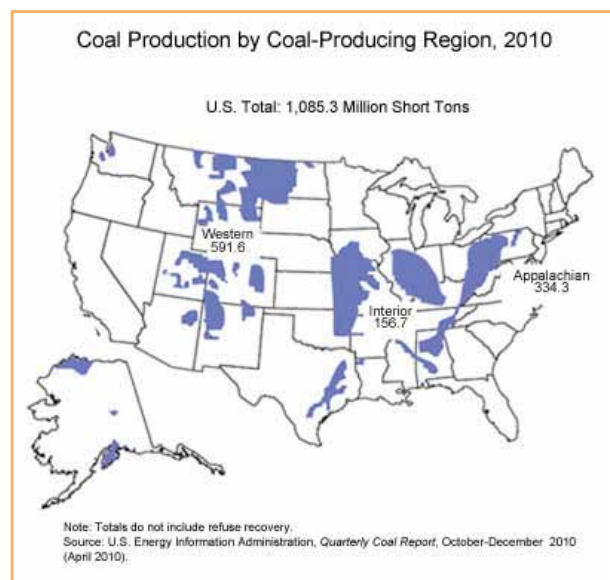 Coal Production by Coal-Producing Region, 2010
U.S. Total: 1,085.3 Million Short Tons
Western
591.6
Appalachian
334.3
Interior
156.7
Note: Totals do not include refuse recovery.
Source: U.S. Energy Information Administration, Quarterly Coal Report, October-December 2010
(April 2010).